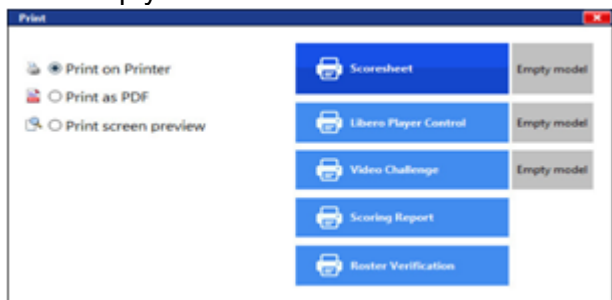 Print
Print on Printer
Print as PDF
Print screen preview
Scoresheet
Empty model
Libero Player Control
Empty model
Video Challenge
Empty model
Scoring Report
Roster Verification